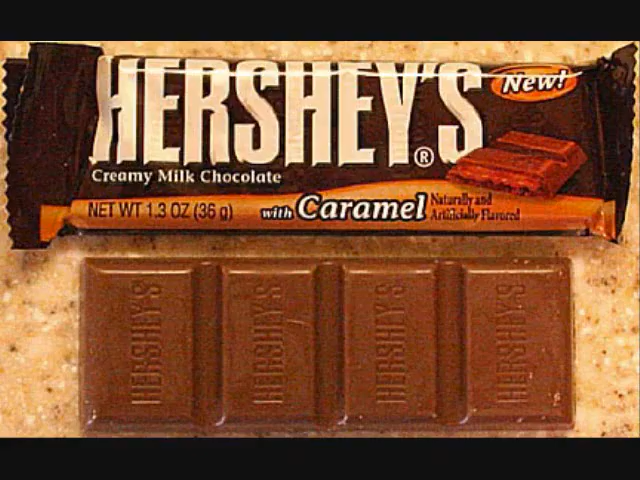 HERSHEY'S®
New!
Creamy Milk Chocolate
NET WT 1.3 OZ (36 g)
with Caramel
Naturally and
Artificially Flavored
HERSHEY'S HERSHEY'S HERSHEY'S HERSHEY'S